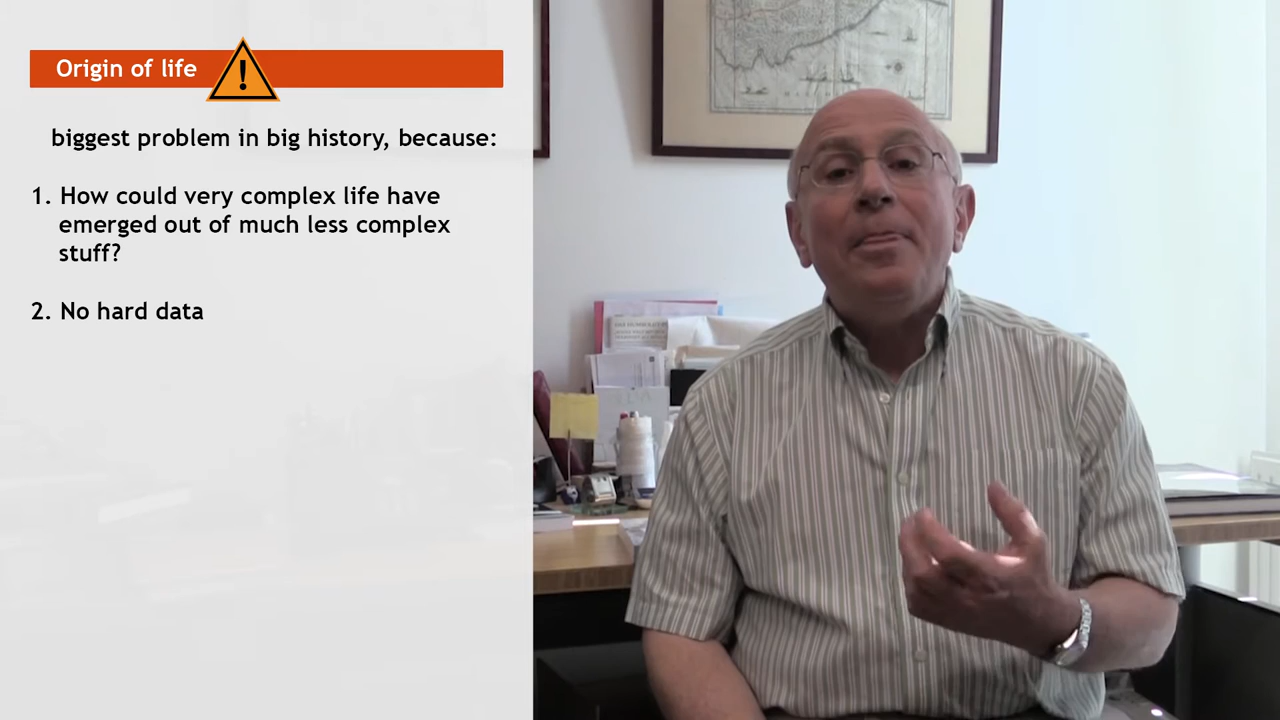 Origin of life
!
biggest problem in big history, because:
1. How could very complex life have
emerged out of much less complex
stuff?
2. No hard data